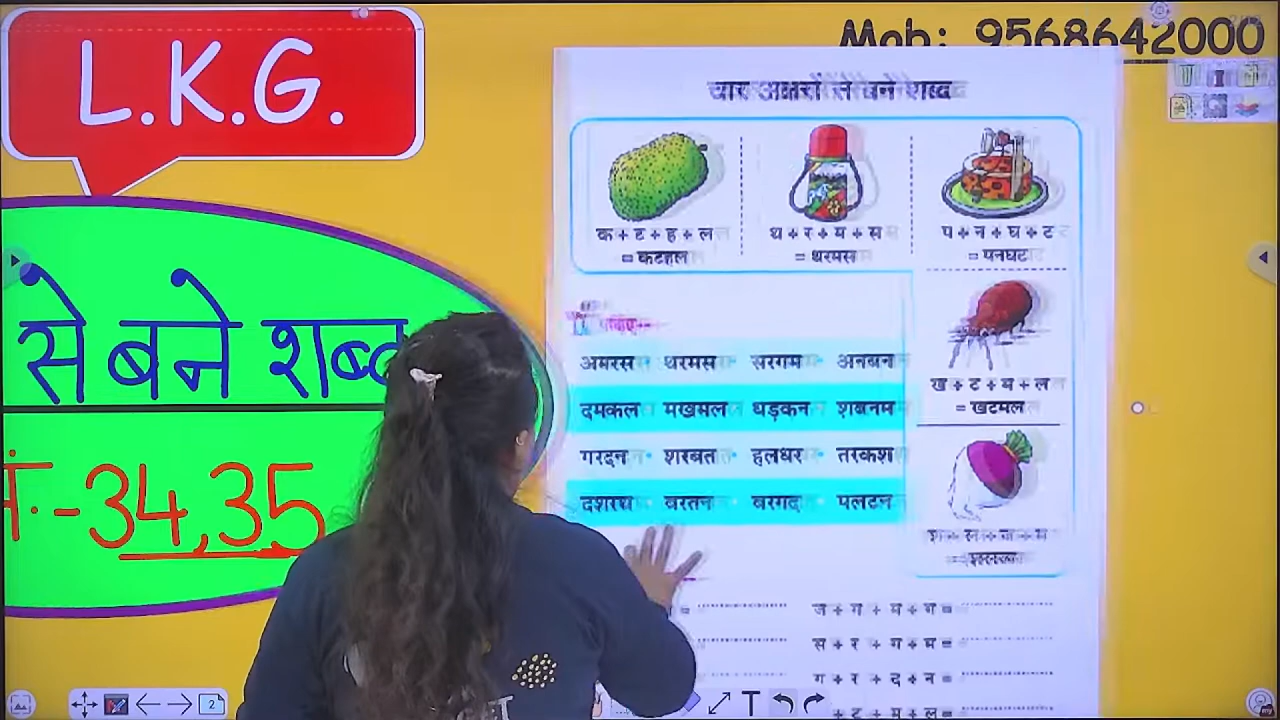 L.K.G.
Mob: 9568642000
से बने शब्द
नं.-34,35
चार अक्षरों से बने शब्द
क + ट + ह + ल
= कटहल
थ + र + म + स
= थरमस
प + न + घ + ट
= पनघट
ख + ट + म + ल
= खटमल
अमरस थरमस सरगम अनबन
दमकल मखमल धड़कन शबनम
गरदन शरबत हलधर तरकश
दशरथ बरतन बरगद पलटन
= ज + ग + म + ग =
स + र + ग + म =
ग + र + द + न =
+ ट + म + ल =
2
T